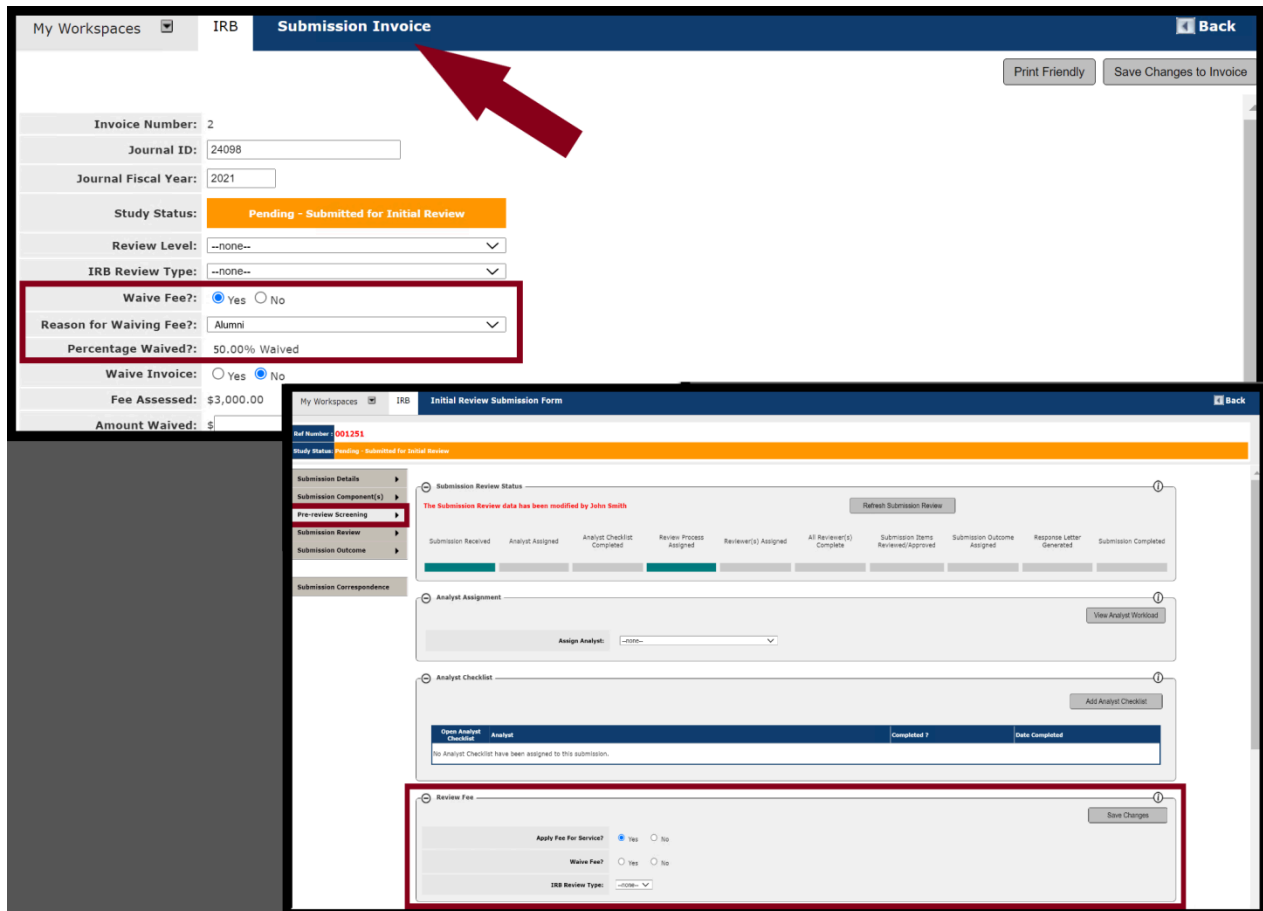 My Workspaces IRB Submission Invoice Back
Print Friendly Save Changes to Invoice
Invoice Number: 2
Journal ID: 24098
Journal Fiscal Year: 2021
Study Status: Pending - Submitted for Initial Review
Review Level: --none--
IRB Review Type: --none--
Waive Fee?: Yes No
Reason for Waiving Fee?: Alumni
Percentage Waived?: 50.00% Waived
Waive Invoice: Yes No
Fee Assessed: $3,000.00
Amount Waived: $
My Workspaces IRB Initial Review Submission Form Back
Ref Number : 001251
Study Status: Pending - Submitted for Initial Review
Submission Details
Submission Component(s)
Pre-review Screening
Submission Review
Submission Outcome
Submission Correspondence
Submission Review Status
The Submission Review data has been modified by John Smith Refresh Submission Review
Submission Received Analyst Assigned Analyst Checklist Completed Review Process Assigned Reviewer(s) Assigned All Reviewer(s) Complete Submission Items Reviewed/Approved Submission Outcome Assigned Response Letter Generated Submission Completed
Analyst Assignment
View Analyst Workload
Assign Analyst: --none--
Analyst Checklist
Add Analyst Checklist
Open Analyst Checklist Analyst Completed ? Date Completed
No Analyst Checklist have been assigned to this submission.
Review Fee
Save Changes
Apply Fee For Service? Yes No
Waive Fee? Yes No
IRB Review Type: --none--